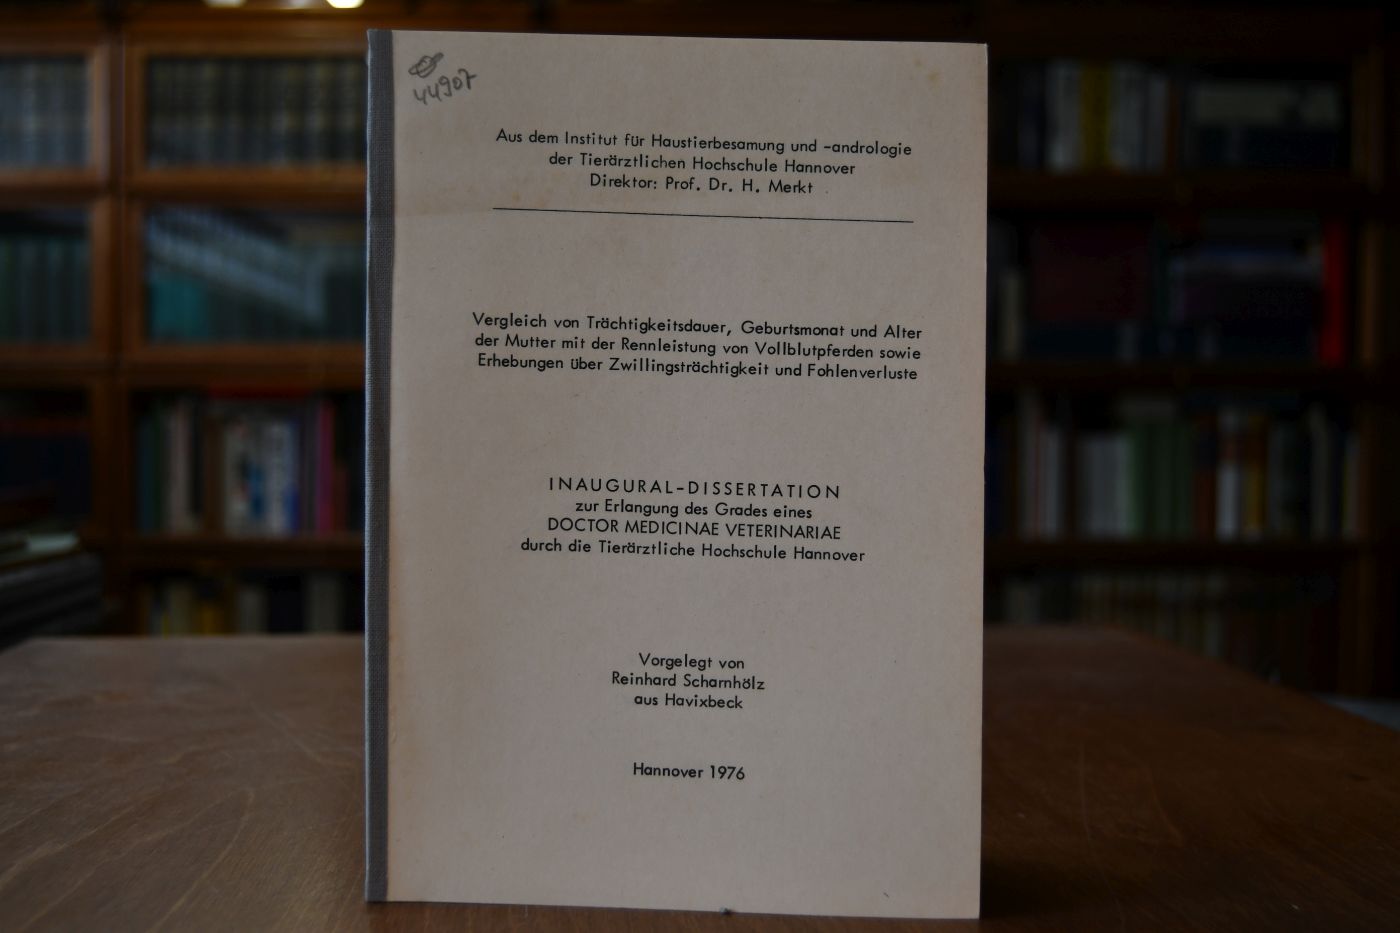 44907
Aus dem Institut für Haustierbesamung und -andrologie
der Tierärztlichen Hochschule Hannover
Direktor: Prof. Dr. H. Merkt
Vergleich von Trächtigkeitsdauer, Geburtsmonat und Alter
der Mutter mit der Rennleistung von Vollblutpferden sowie
Erhebungen über Zwillingsträchtigkeit und Fohlenverluste
INAUGURAL-DISSERTATION
zur Erlangung des Grades eines
DOCTOR MEDICINAE VETERINARIAE
durch die Tierärztliche Hochschule Hannover
Vorgelegt von
Reinhard Scharnhölz
aus Havixbeck
Hannover 1976